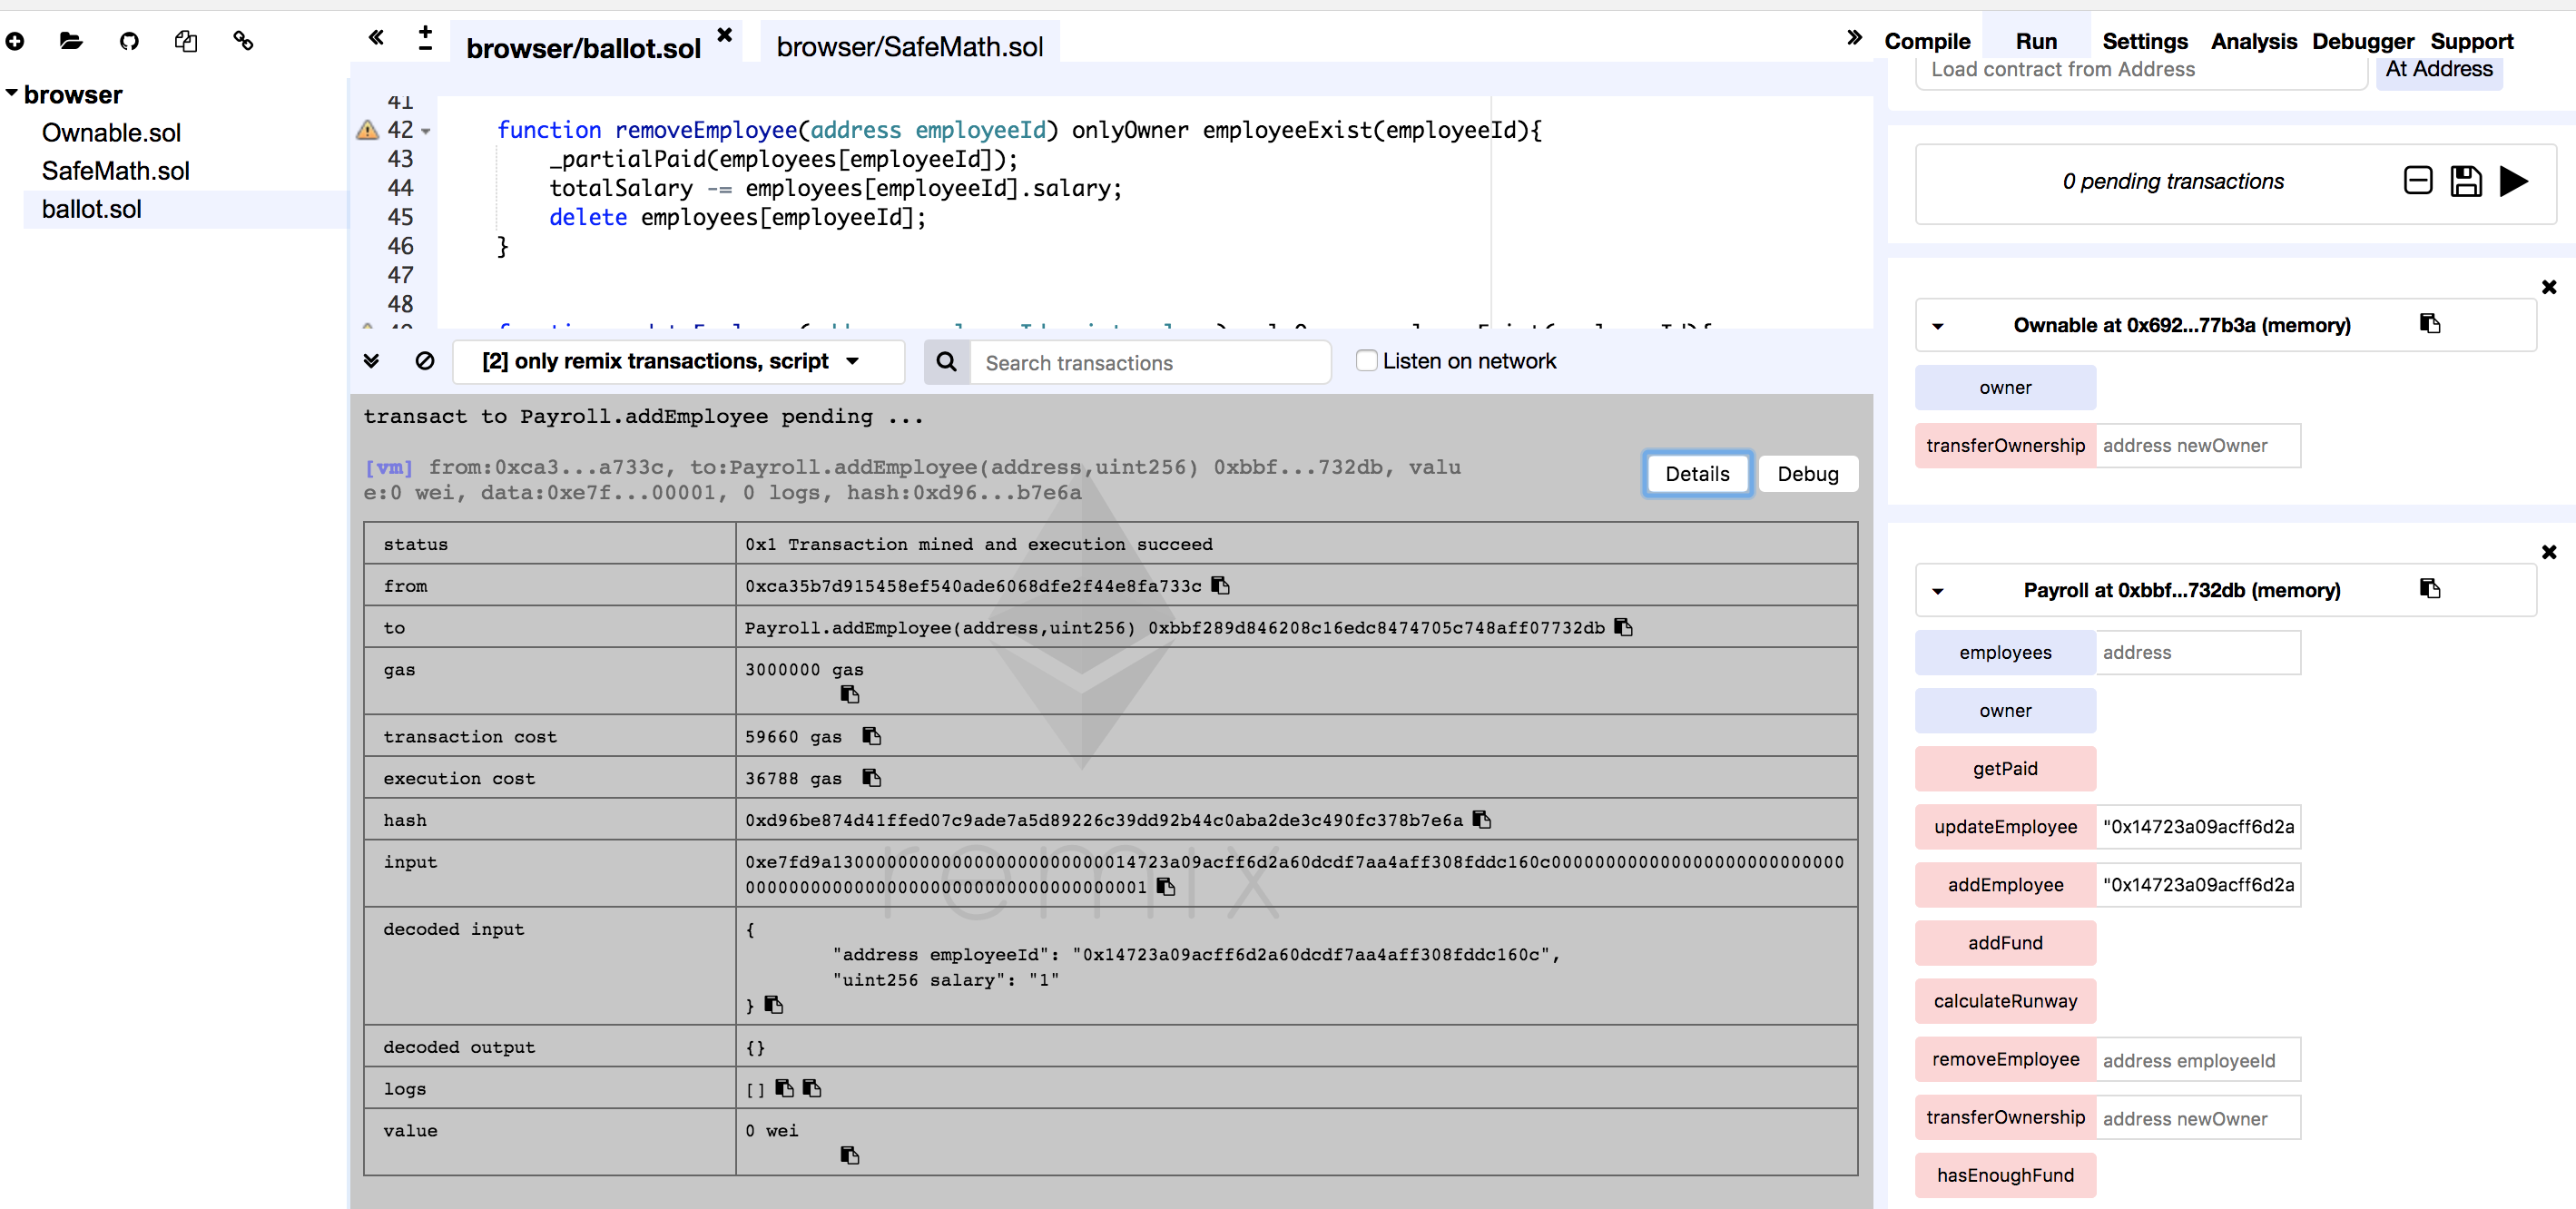 browser/ballot.sol
browser/SafeMath.sol
Compile Run Settings Analysis Debugger Support
browser
Ownable.sol
SafeMath.sol
ballot.sol
Load contract from Address
At Address
41
42 function removeEmployee(address employeeId) onlyOwner employeeExist(employeeId){
43 _partialPaid(employees[employeeId]);
44 totalSalary -= employees[employeeId].salary;
45 delete employees[employeeId];
46 }
47
48
[2] only remix transactions, script
Search transactions
Listen on network
transact to Payroll.addEmployee pending ...
[vm] from:0xca3...a733c, to:Payroll.addEmployee(address,uint256) 0xbbf...732db, valu
e:0 wei, data:0xe7f...00001, 0 logs, hash:0xd96...b7e6a
Details
Debug
status 0x1 Transaction mined and execution succeed
from 0xca35b7d915458ef540ade6068dfe2f44e8fa733c
to Payroll.addEmployee(address,uint256) 0xbbf289d846208c16edc8474705c748aff07732db
gas 3000000 gas
transaction cost 59660 gas
execution cost 36788 gas
hash 0xd96be874d41ffed07c9ade7a5d89226c39dd92b44c0aba2de3c490fc378b7e6a
input
decoded input {
"address employeeId": "0x14723a09acff6d2a60dcdf7aa4aff308fddc160c",
"uint256 salary": "1"
}
decoded output {}
logs []
value 0 wei
remix
0 pending transactions
Ownable at 0x692...77b3a (memory)
owner
transferOwnership address newOwner
Payroll at 0xbbf...732db (memory)
employees address
owner
getPaid
updateEmployee "0x14723a09acff6d2a
addEmployee "0x14723a09acff6d2a
addFund
calculateRunway
removeEmployee address employeeId
transferOwnership address newOwner
hasEnoughFund